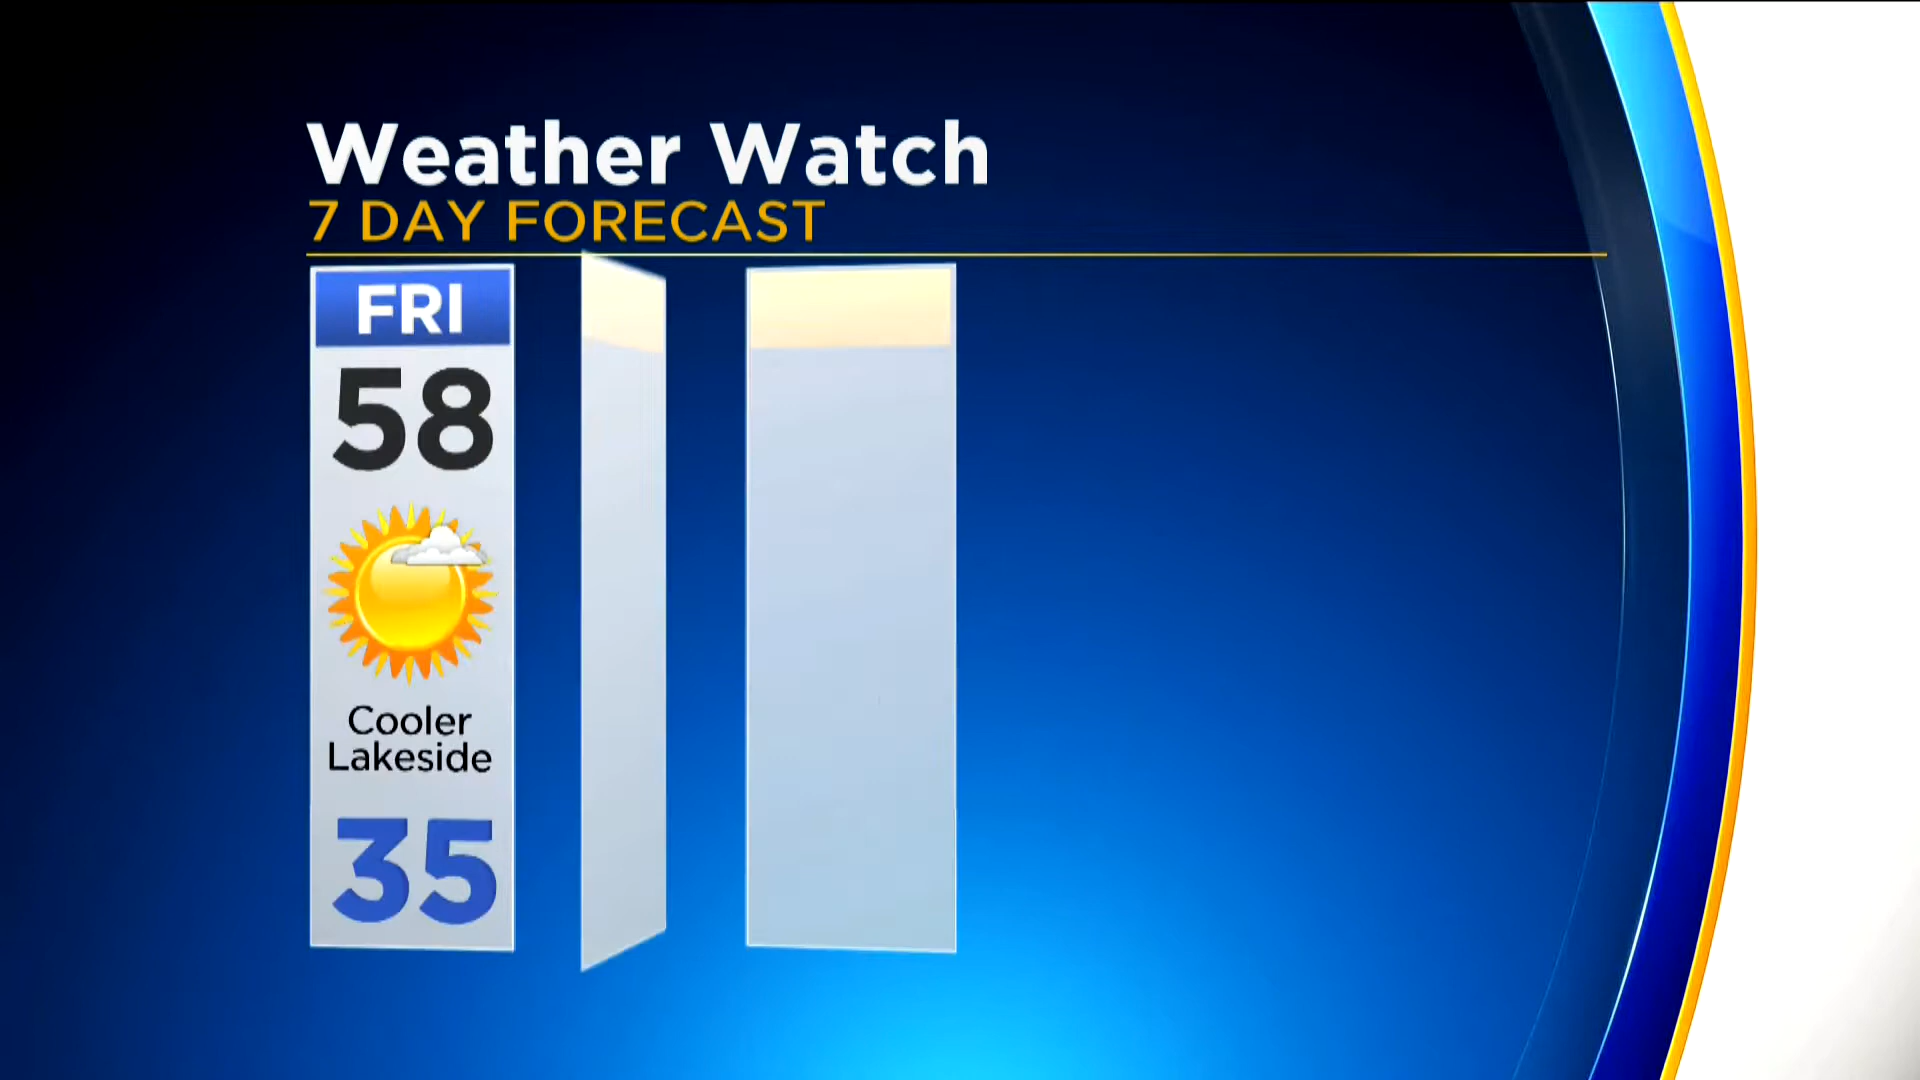 Weather Watch
7 DAY FORECAST
FRI
58
Cooler
Lakeside
35